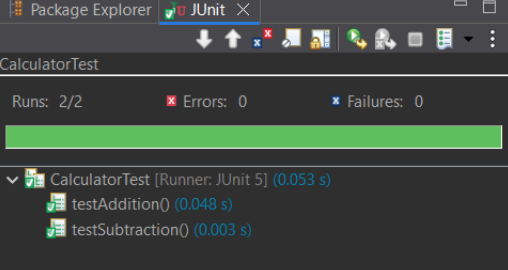 Package Explorer JUnit
CalculatorTest
Runs: 2/2 Errors: 0 Failures: 0
CalculatorTest [Runner: JUnit 5] (0.053 s)
testAddition() (0.048 s)
testSubtraction() (0.003 s)